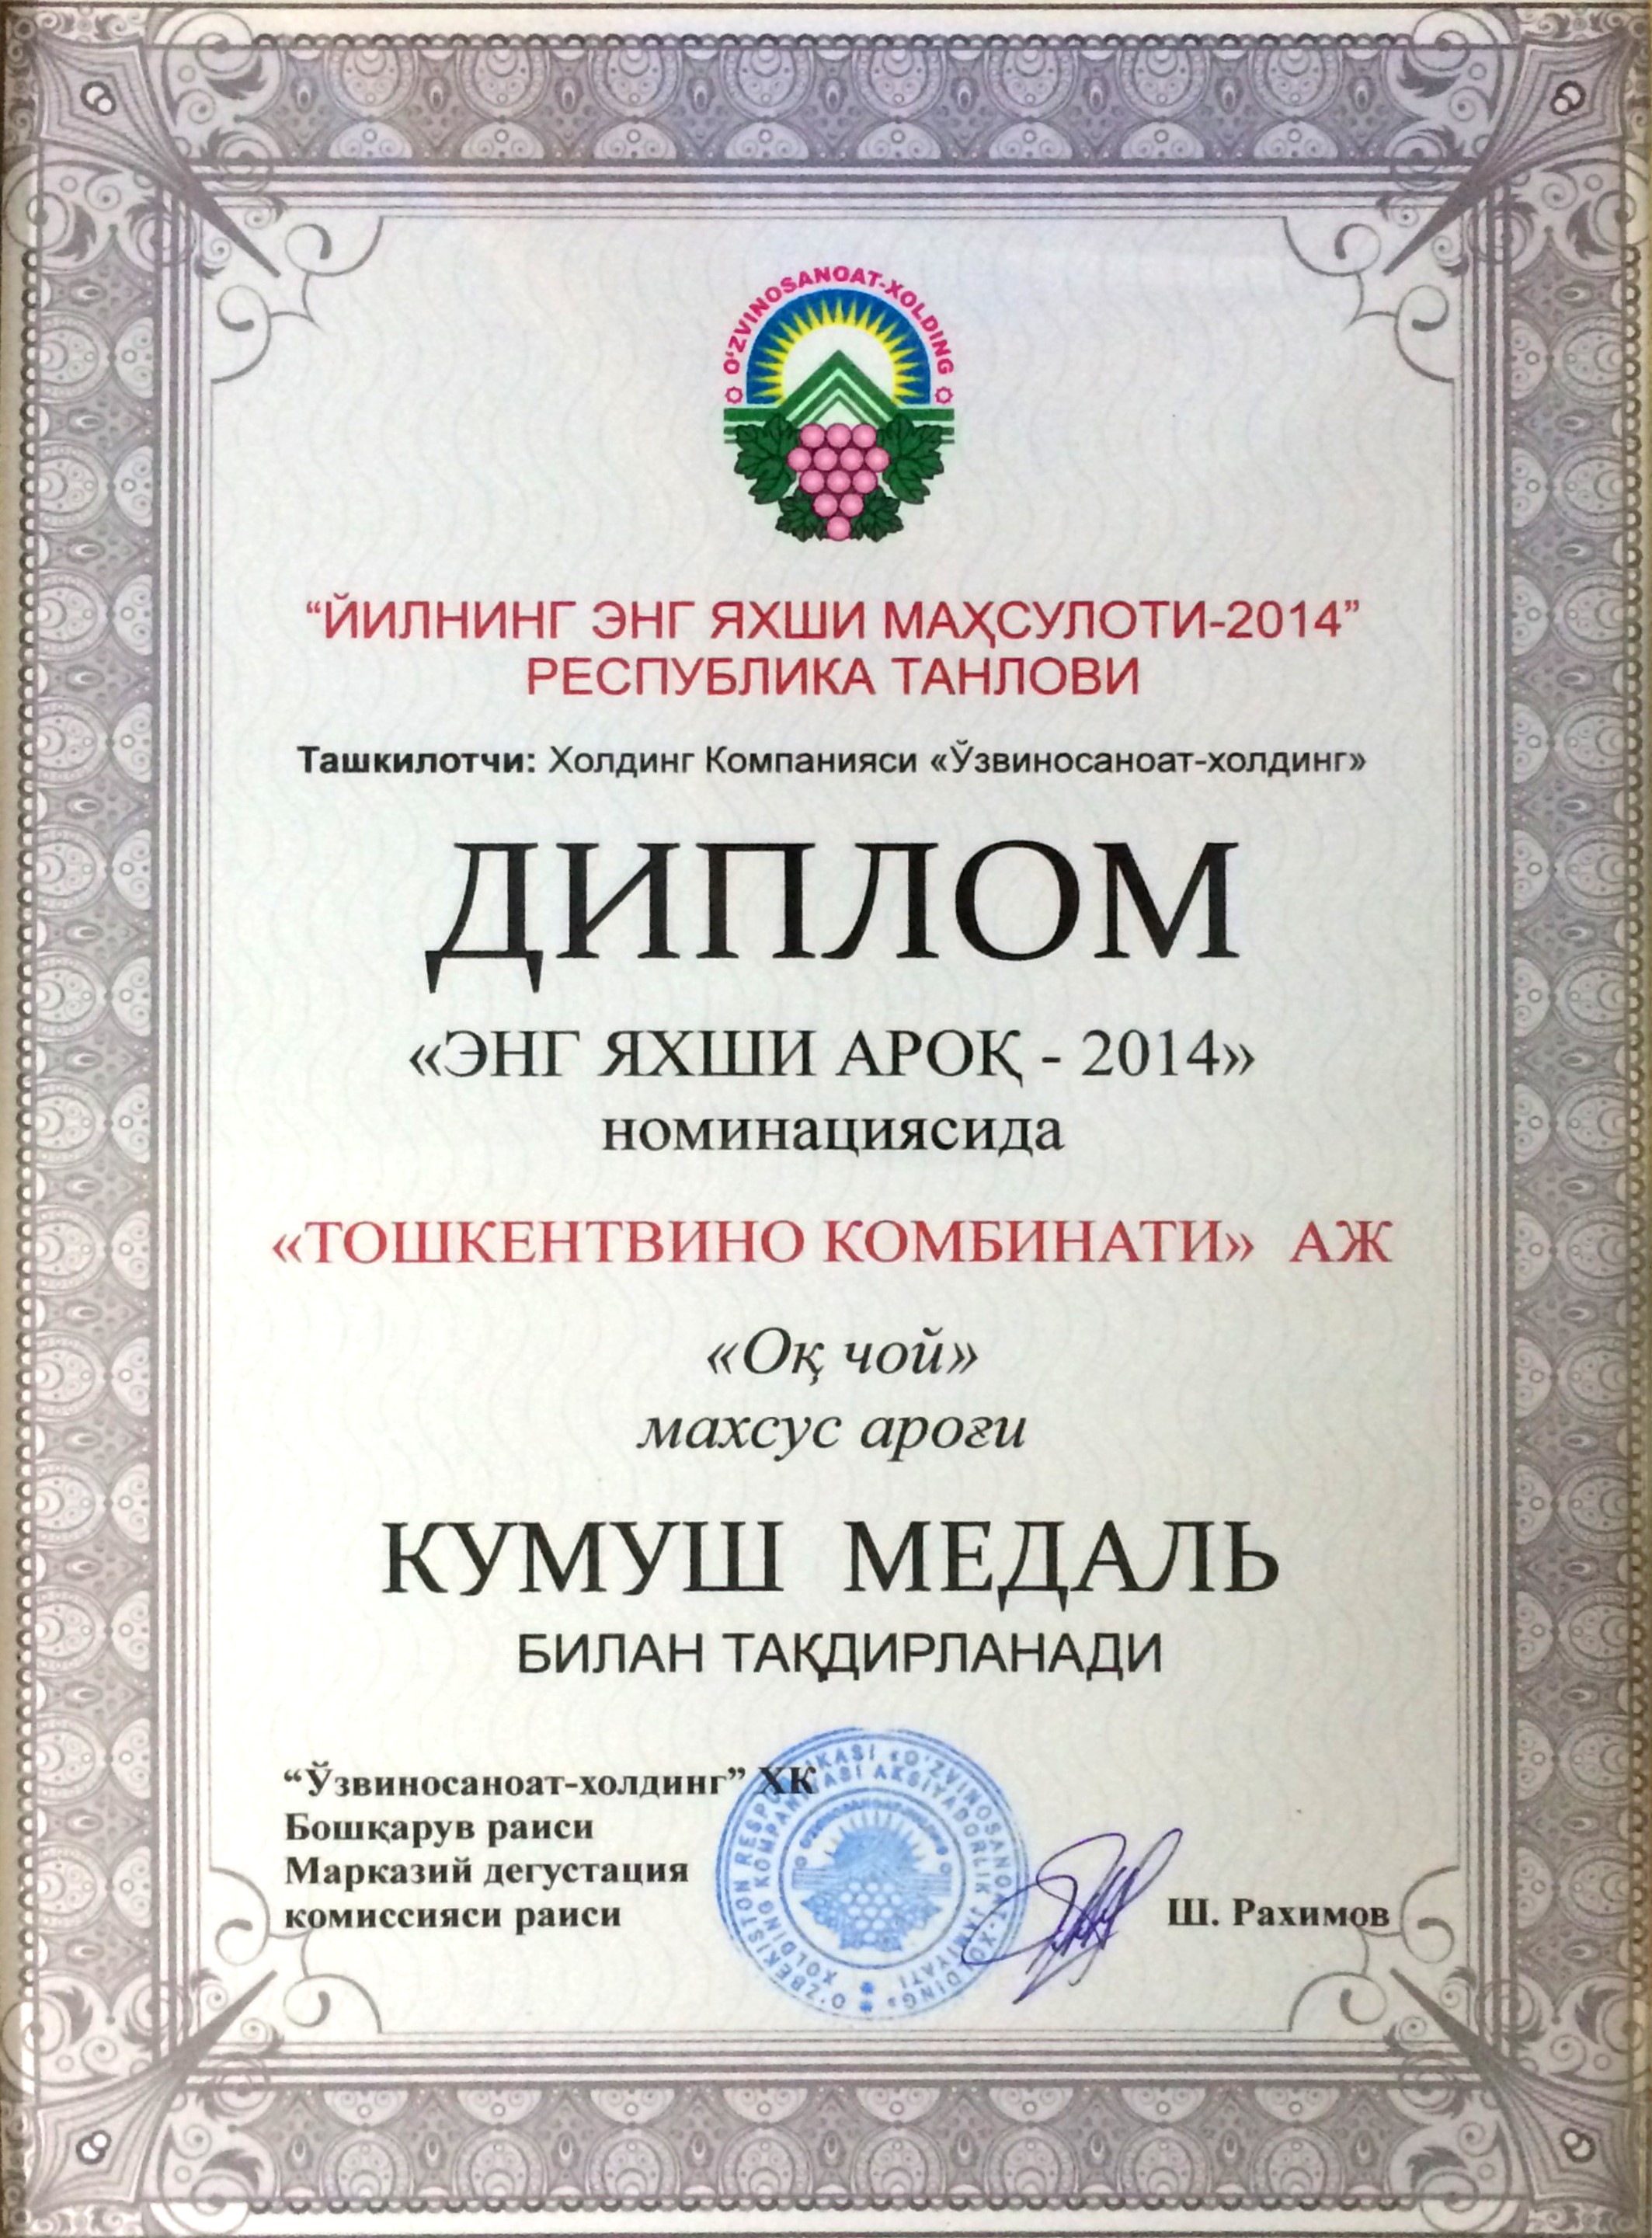 O‘ZVINOSANOAT-XOLDING
“ЙИЛНИНГ ЭНГ ЯХШИ МАҲСУЛОТИ-2014”
РЕСПУБЛИКА ТАНЛОВИ
Ташкилотчи: Холдинг Компанияси «Ўзвиносаноат-холдинг»
ДИПЛОМ
«ЭНГ ЯХШИ АРОҚ - 2014»
номинациясида
«ТОШКЕНТВИНО КОМБИНАТИ» АЖ
«Оқ чой»
махсус ароғи
КУМУШ МЕДАЛЬ
БИЛАН ТАҚДИРЛАНАДИ
“Ўзвиносаноат-холдинг” ХК
Бошқарув раиси
Марказий дегустация
комиссияси раиси
Ш. Рахимов
O‘ZBEKISTON RESPUBLIKASI «O‘ZVINOSANOAT-XOLDING»
XOLDING KOMPANIYASI AKSIYADORLIK JAMIYATI